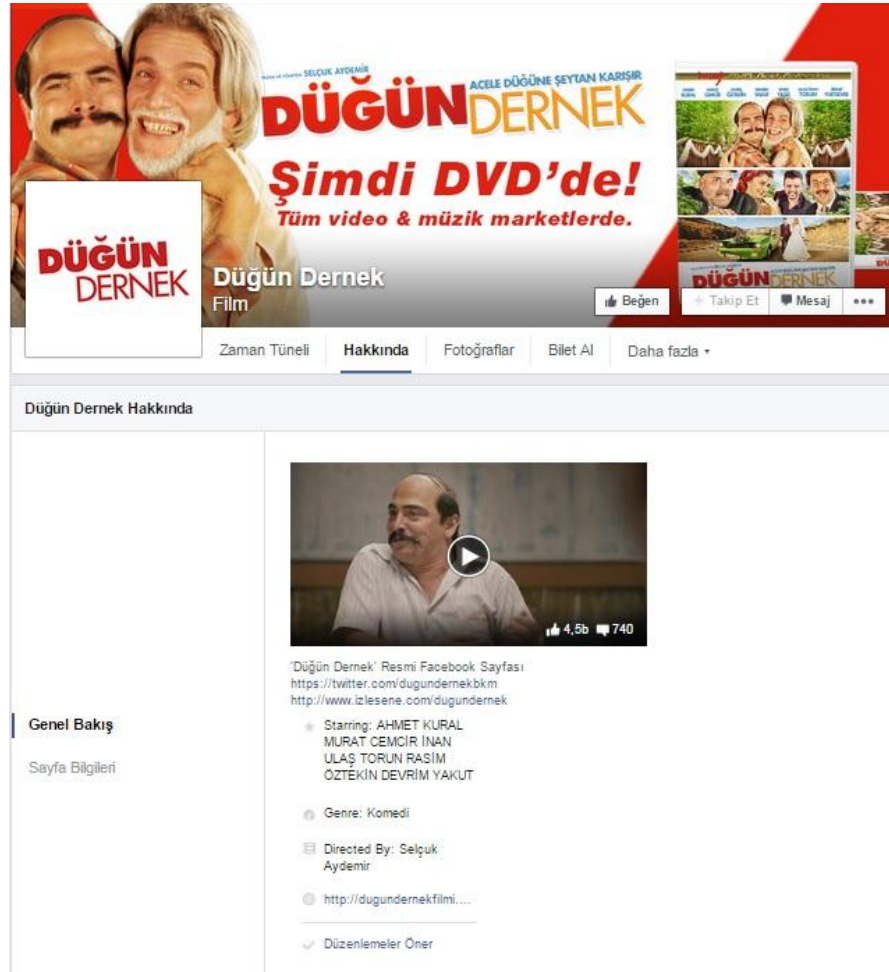 SELÇUK AYDEMİR
ACELE DÜĞÜNE ŞEYTAN KARIŞIR
DÜĞÜN DERNEK
Şimdi DVD'de!
Tüm video & müzik marketlerde.
DÜĞÜN
DERNEK
DÜĞÜN DERNEK
Düğün Dernek
Film
Beğen
Takip Et
Mesaj
Zaman Tüneli
Hakkında
Fotoğraflar
Bilet Al
Daha fazla
Düğün Dernek Hakkında
4,5b 740
'Düğün Dernek' Resmi Facebook Sayfası
https://twitter.com/dugundernekbkm
http://www.izlesene.com/dugundernek
Genel Bakış
Sayfa Bilgileri
Starring: AHMET KURAL
MURAT CEMCİR İNAN
ULAŞ TORUN RASİM
ÖZTEKİN DEVRİM YAKUT
Genre: Komedi
Directed By: Selçuk
Aydemir
http://dugundernekfilmi....
Düzenlemeler Öner